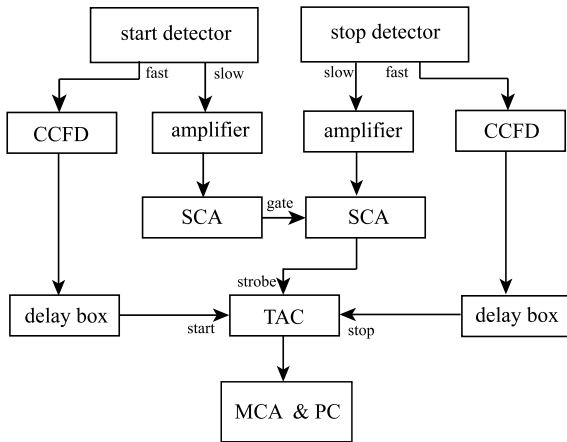 start detector
stop detector
fast
slow
slow
fast
CCFD
amplifier
amplifier
CCFD
SCA
gate
SCA
strobe
delay box
start
TAC
stop
delay box
MCA & PC